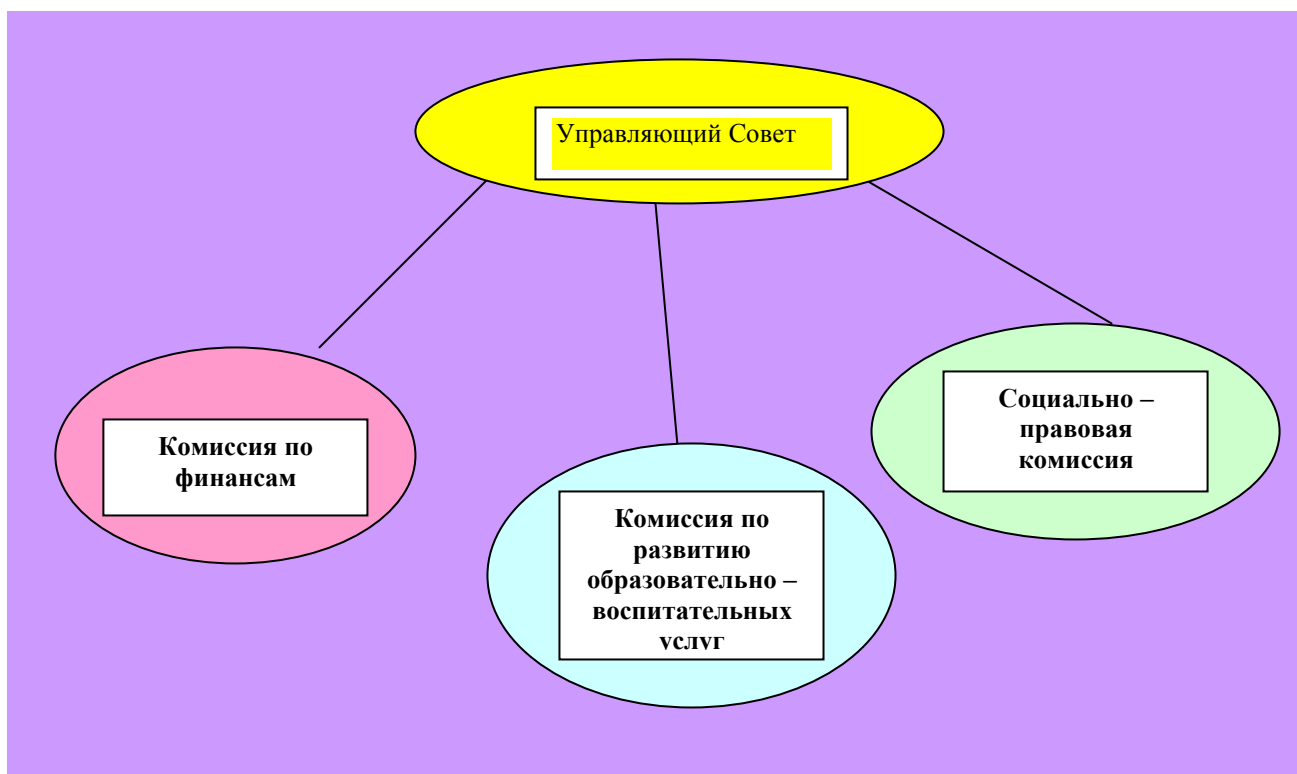 Управляющий Совет
Комиссия по
финансам
Комиссия по
развитию
образовательно –
воспитательных
услуг
Социально –
правовая
комиссия